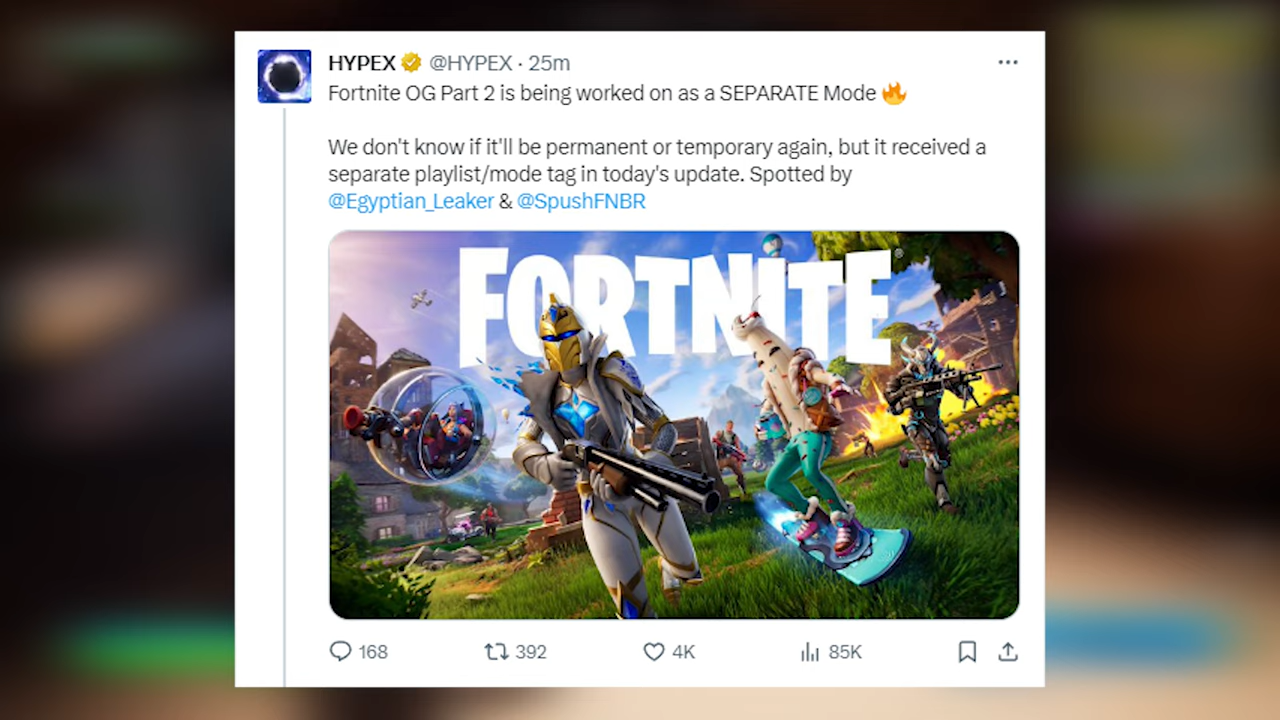 HYPEX @HYPEX · 25m
Fortnite OG Part 2 is being worked on as a SEPARATE Mode 🔥
We don't know if it'll be permanent or temporary again, but it received a
separate playlist/mode tag in today's update. Spotted by
@Egyptian_Leaker & @SpushFNBR
FORTNITE®
168 392 4K 85K